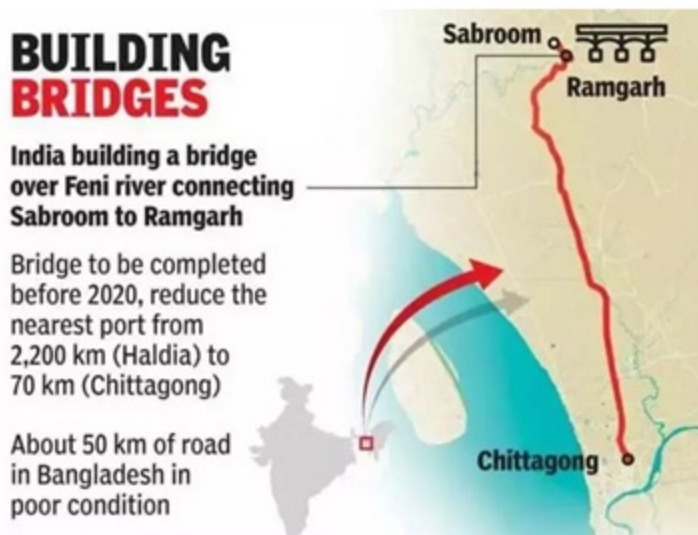 BUILDING
BRIDGES
India building a bridge
over Feni river connecting
Sabroom to Ramgarh
Bridge to be completed
before 2020, reduce the
nearest port from
2,200 km (Haldia) to
70 km (Chittagong)
About 50 km of road
in Bangladesh in
poor condition
Sabroom
Ramgarh
Chittagong